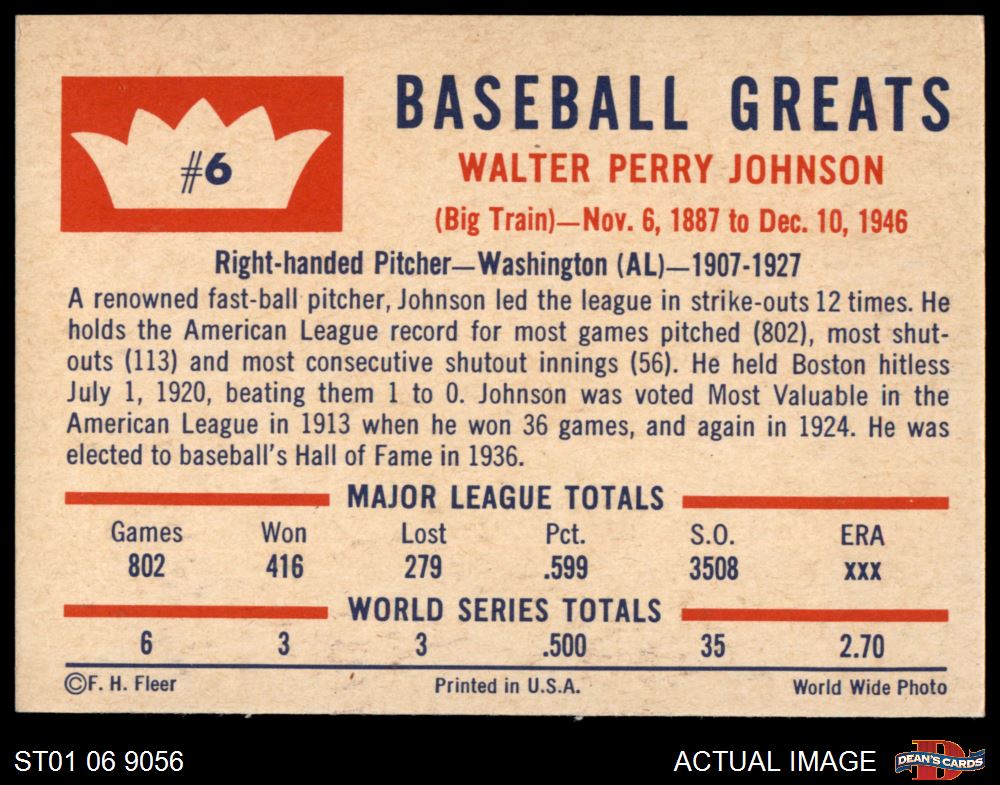 #6
BASEBALL GREATS
WALTER PERRY JOHNSON
(Big Train)—Nov. 6, 1887 to Dec. 10, 1946
Right-handed Pitcher—Washington (AL)—1907-1927
A renowned fast-ball pitcher, Johnson led the league in strike-outs 12 times. He
holds the American League record for most games pitched (802), most shut-
outs (113) and most consecutive shutout innings (56). He held Boston hitless
July 1, 1920, beating them 1 to 0. Johnson was voted Most Valuable in the
American League in 1913 when he won 36 games, and again in 1924. He was
elected to baseball's Hall of Fame in 1936.
MAJOR LEAGUE TOTALS
Games Won Lost Pct. S.O. ERA
802 416 279 .599 3508 xxx
WORLD SERIES TOTALS
6 3 3 .500 35 2.70
©F. H. Fleer Printed in U.S.A. World Wide Photo
ST01 06 9056 ACTUAL IMAGE D DEAN'S CARDS